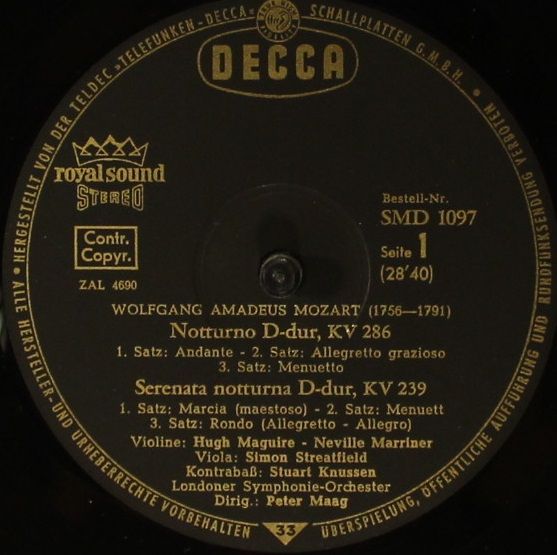 • HERGESTELLT VON DER TELDEC »TELEFUNKEN-DECCA« SCHALLPLATTEN G.M.B.H. •
DECCA
royal sound
STEREO
Contr.
Copyr.
ZAL 4690
Bestell-Nr.
SMD 1097
Seite 1
(28'40)
WOLFGANG AMADEUS MOZART (1756—1791)
Notturno D-dur, KV 286
1. Satz: Andante - 2. Satz: Allegretto grazioso
3. Satz: Menuetto
Serenata notturna D-dur, KV 239
1. Satz: Marcia (maestoso) - 2. Satz: Menuett
3. Satz: Rondo (Allegretto - Allegro)
Violine: Hugh Maguire - Neville Marriner
Viola: Simon Streatfield
Kontrabaß: Stuart Knussen
Londoner Symphonie-Orchester
Dirig.: Peter Maag
ALLE HERSTELLER-UND URHEBERRECHTE VORBEHALTEN
33
ÜBERSPIELUNG, ÖFFENTLICHE AUFFÜHRUNG UND RUNDFUNKSENDUNG VERBOTEN